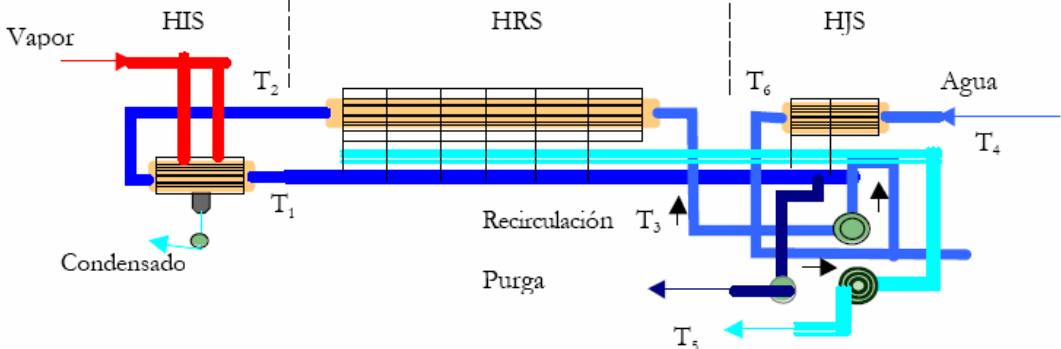 HIS
HRS
HJS
Vapor
T₂
T₆
Agua
T₄
T₁
Recirculación
T₃
Condensado
Purga
T₅